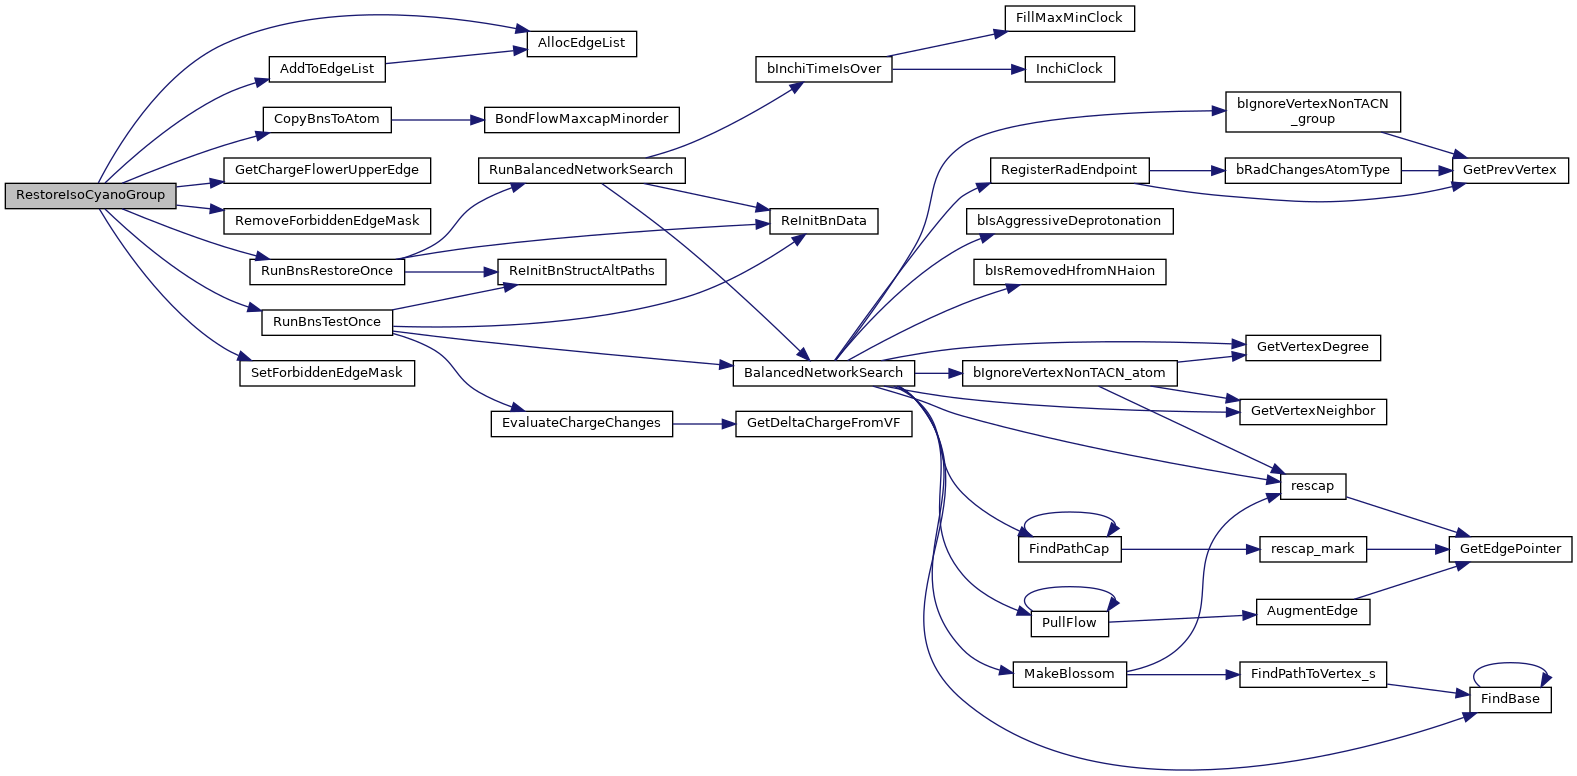 RestoreIsoCyanoGroup
AllocEdgeList
AddToEdgeList
CopyBnsToAtom
BondFlowMaxcapMinorder
GetChargeFlowerUpperEdge
RemoveForbiddenEdgeMask
RunBnsRestoreOnce
RunBnsTestOnce
SetForbiddenEdgeMask
RunBalancedNetworkSearch
ReInitBnStructAltPaths
EvaluateChargeChanges
bInchiTimeIsOver
ReInitBnData
BalancedNetworkSearch
GetDeltaChargeFromVF
FillMaxMinClock
InchiClock
bIgnoreVertexNonTACN
_group
RegisterRadEndpoint
bRadChangesAtomType
GetPrevVertex
bIsAggressiveDeprotonation
bIsRemovedHfromNHaion
GetVertexDegree
bIgnoreVertexNonTACN_atom
GetVertexNeighbor
rescap
FindPathCap
rescap_mark
GetEdgePointer
PullFlow
AugmentEdge
MakeBlossom
FindPathToVertex_s
FindBase